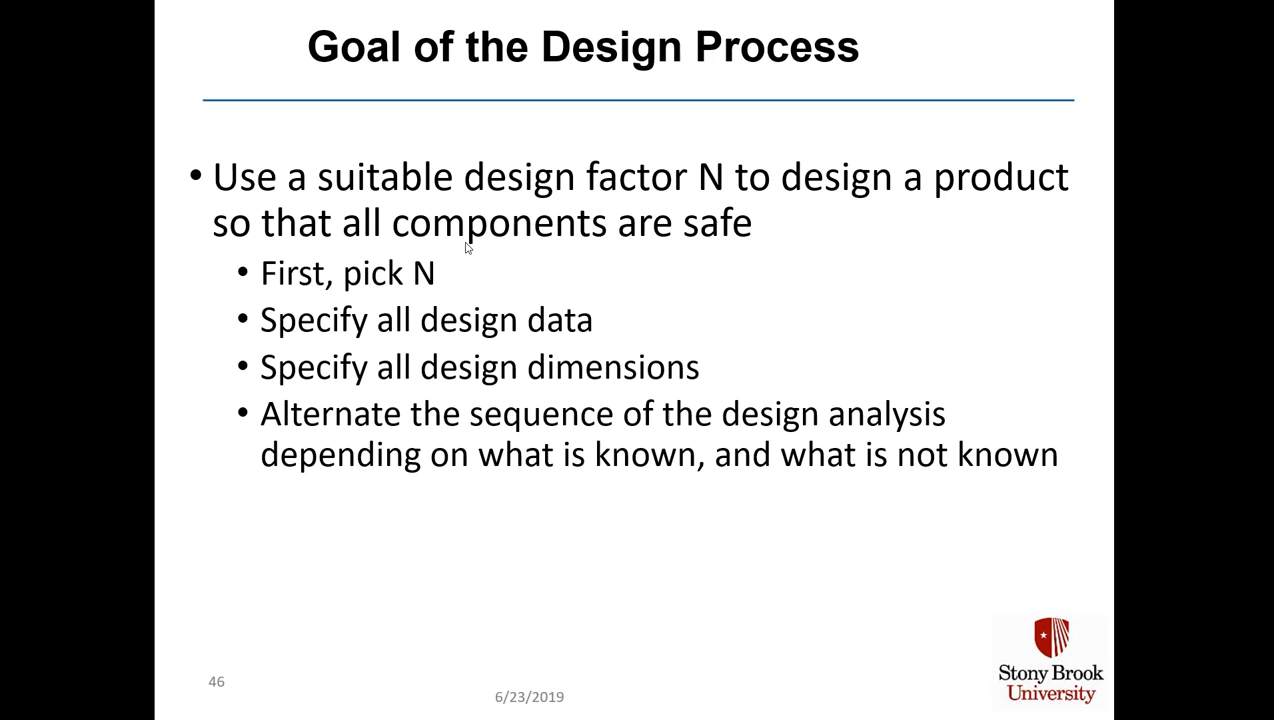 Goal of the Design Process
• Use a suitable design factor N to design a product
so that all components are safe
• First, pick N
• Specify all design data
• Specify all design dimensions
• Alternate the sequence of the design analysis
depending on what is known, and what is not known
46
6/23/2019
Stony Brook
University